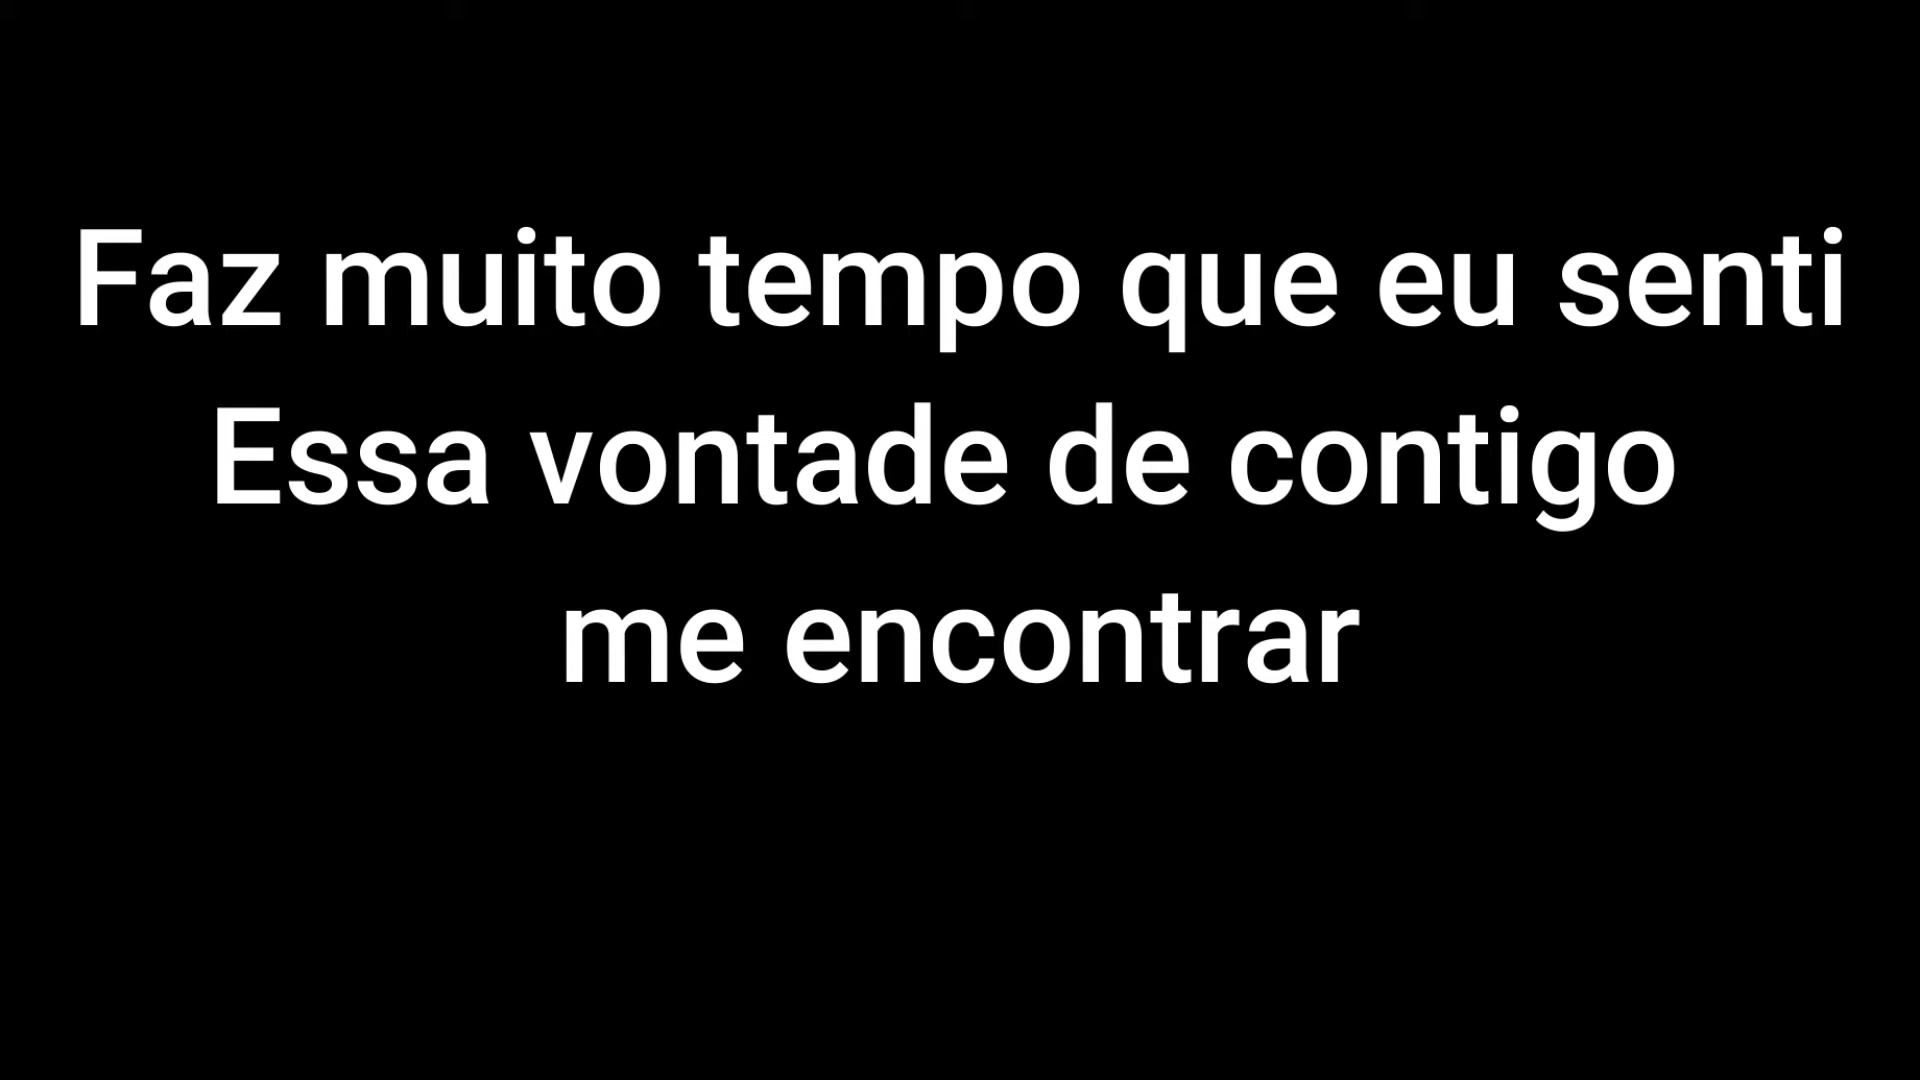 Faz muito tempo que eu senti
Essa vontade de contigo
me encontrar